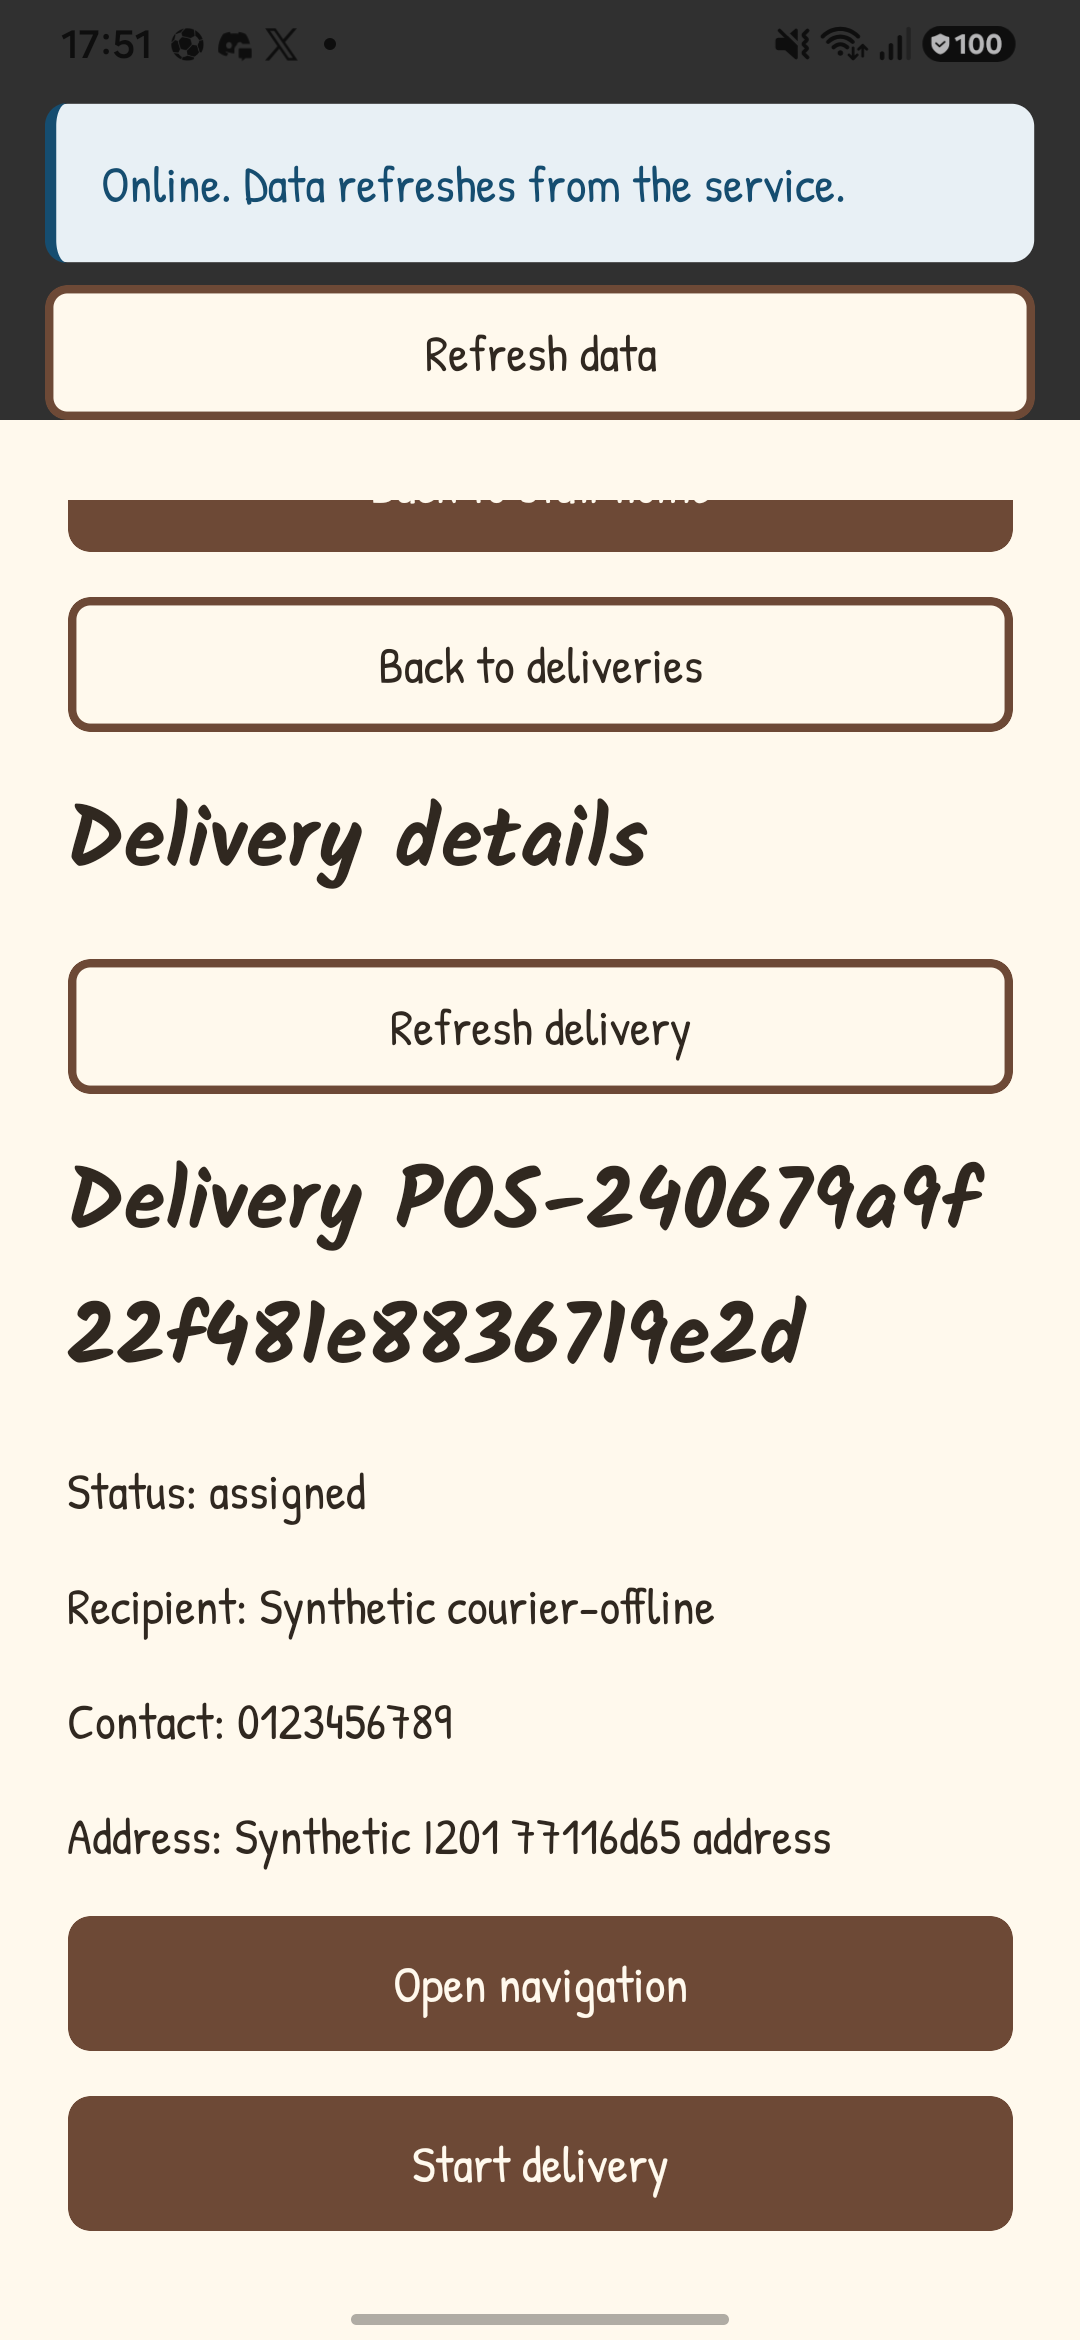 17:51
100
Online. Data refreshes from the service.
Refresh data
Back to deliveries
Delivery details
Refresh delivery
Delivery POS-240679a9f
22f481e8836719e2d
Status: assigned
Recipient: Synthetic courier-offline
Contact: 0123456789
Address: Synthetic 1201 77116d65 address
Open navigation
Start delivery